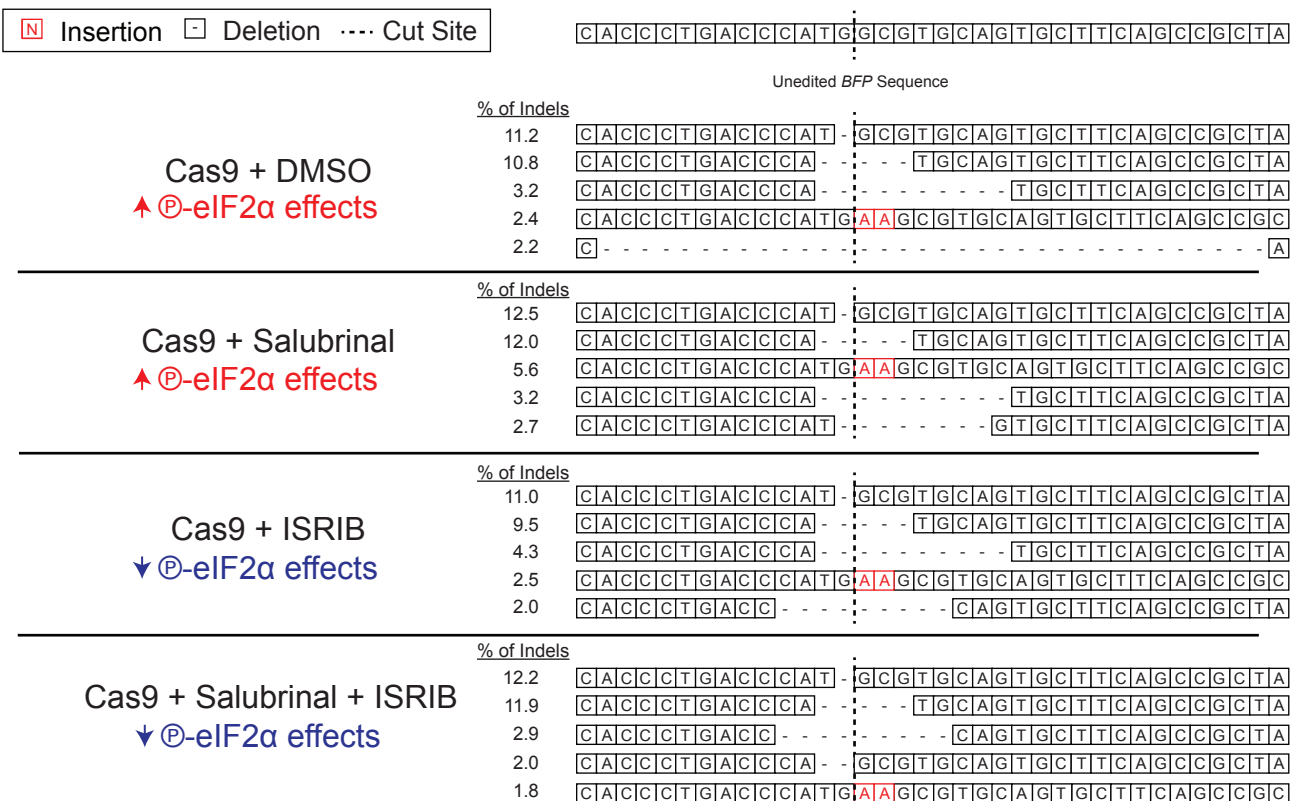 N Insertion - Deletion Cut Site
CACCCTGACCCATGGCGTGCAGTGCTTCAGCCGCTA
Unedited BFP Sequence
Cas9 + DMSO
Ⓟ-eIF2α effects
% of Indels
11.2 CACCCTGACCCAT-GCGTGCAGTGCTTCAGCCGCTA
10.8 CACCCTGACCCA-----TGCAGTGCTTCAGCCGCTA
3.2 CACCCTGACCCA----------TGCTTCAGCCGCTA
2.4 CACCCTGACCCATGAAGCGTGCAGTGCTTCAGCCGC
2.2 C----------------------------------A
Cas9 + Salubrinal
Ⓟ-eIF2α effects
% of Indels
12.5 CACCCTGACCCAT-GCGTGCAGTGCTTCAGCCGCTA
12.0 CACCCTGACCCA-----TGCAGTGCTTCAGCCGCTA
5.6 CACCCTGACCCATGAAGCGTGCAGTGCTTCAGCCGC
3.2 CACCCTGACCCA----------TGCTTCAGCCGCTA
2.7 CACCCTGACCCAT--------GTGCTTCAGCCGCTA
Cas9 + ISRIB
Ⓟ-eIF2α effects
% of Indels
11.0 CACCCTGACCCAT-GCGTGCAGTGCTTCAGCCGCTA
9.5 CACCCTGACCCA-----TGCAGTGCTTCAGCCGCTA
4.3 CACCCTGACCCA----------TGCTTCAGCCGCTA
2.5 CACCCTGACCCATGAAGCGTGCAGTGCTTCAGCCGC
2.0 CACCCTGACC---------CAGTGCTTCAGCCGCTA
Cas9 + Salubrinal + ISRIB
Ⓟ-eIF2α effects
% of Indels
12.2 CACCCTGACCCAT-GCGTGCAGTGCTTCAGCCGCTA
11.9 CACCCTGACCCA-----TGCAGTGCTTCAGCCGCTA
2.9 CACCCTGACC---------CAGTGCTTCAGCCGCTA
2.0 CACCCTGACCCA--GCGTGCAGTGCTTCAGCCGCTA
1.8 CACCCTGACCCATGAAGCGTGCAGTGCTTCAGCCGC